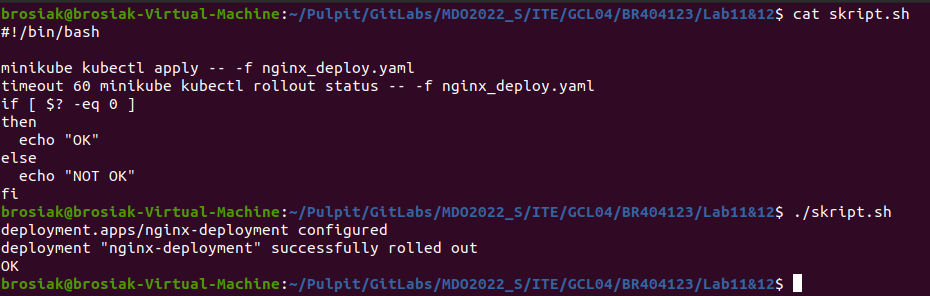 brosiak@brosiak-Virtual-Machine:~/Pulpit/GitLabs/MDO2022_S/ITE/GCL04/BR404123/Lab11&12$ cat skript.sh
#!/bin/bash

minikube kubectl apply -- -f nginx_deploy.yaml
timeout 60 minikube kubectl rollout status -- -f nginx_deploy.yaml
if [ $? -eq 0 ]
then
  echo "OK"
else
  echo "NOT OK"
fi
brosiak@brosiak-Virtual-Machine:~/Pulpit/GitLabs/MDO2022_S/ITE/GCL04/BR404123/Lab11&12$ ./skript.sh
deployment.apps/nginx-deployment configured
deployment "nginx-deployment" successfully rolled out
OK
brosiak@brosiak-Virtual-Machine:~/Pulpit/GitLabs/MDO2022_S/ITE/GCL04/BR404123/Lab11&12$